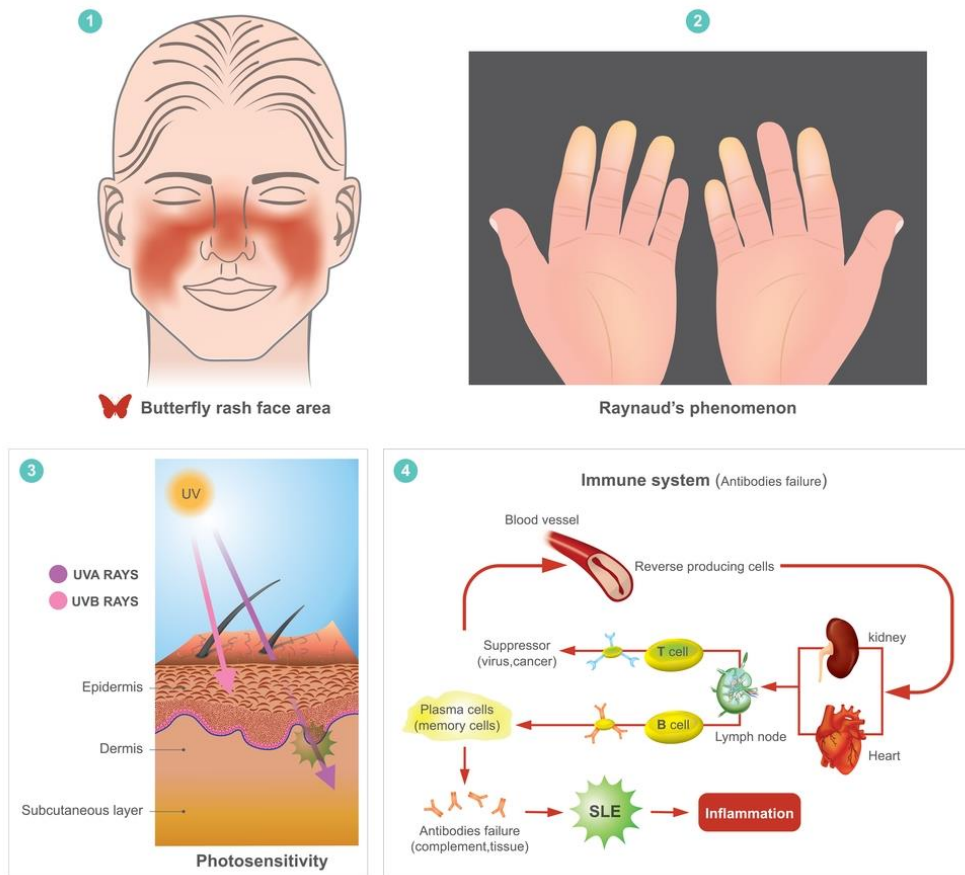 1
Butterfly rash face area
2
Raynaud's phenomenon
3
UV
UVA RAYS
UVB RAYS
Epidermis
Dermis
Subcutaneous layer
Photosensitivity
4
Immune system (Antibodies failure)
Blood vessel
Reverse producing cells
Suppressor
(virus,cancer)
T cell
kidney
Plasma cells
(memory cells)
B cell
Lymph node
Heart
Antibodies failure
(complement,tissue)
SLE
Inflammation